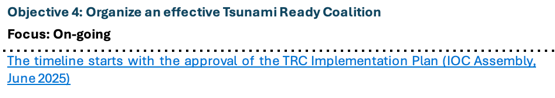 Objective 4: Organize an effective Tsunami Ready Coalition
Focus: On-going
The timeline starts with the approval of the TRC Implementation Plan (IOC Assembly,
June 2025)